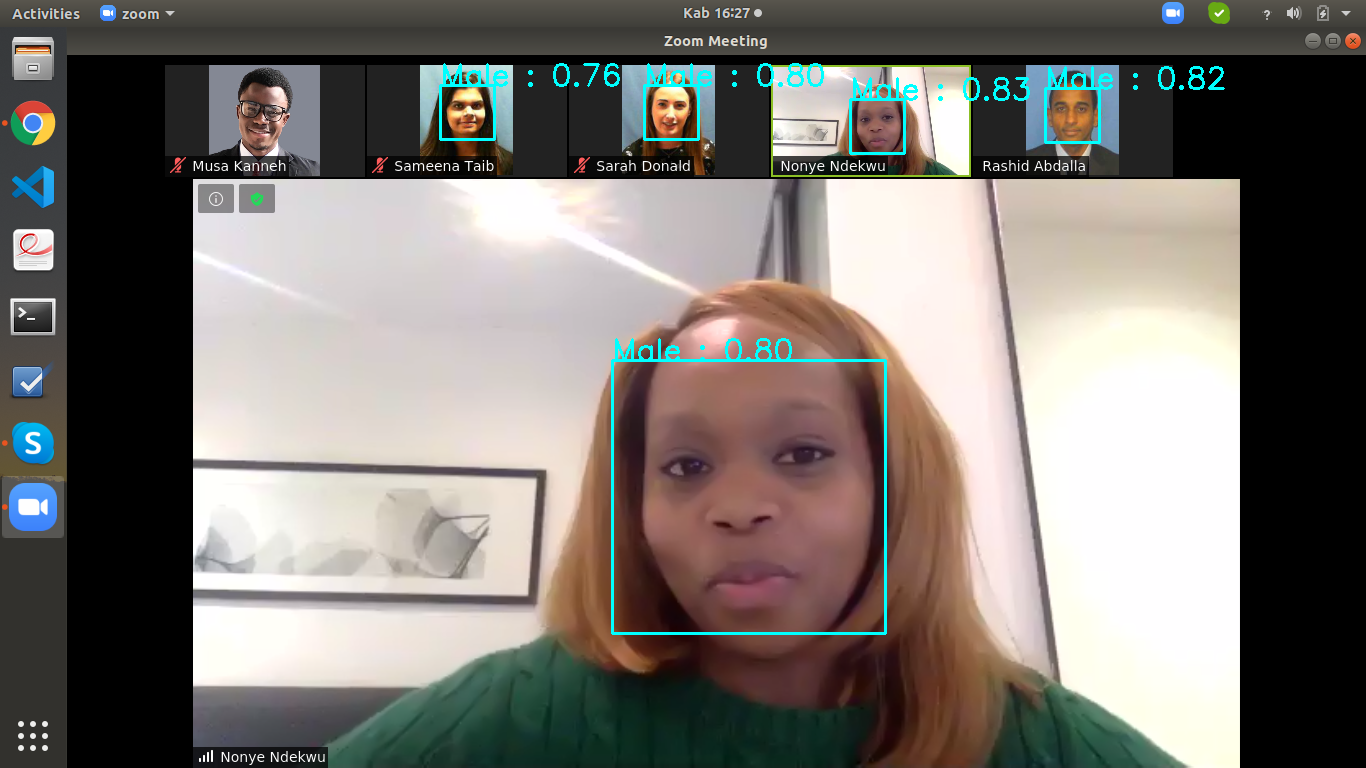 Activities zoom Kab 16:27 ?
Zoom Meeting
Male : 0.76 Male : 0.80 Male : 0.83 Male : 0.82
Musa Kanneh Sameena Taib Sarah Donald Nonye Ndekwu Rashid Abdalla
Male : 0.80
Nonye Ndekwu